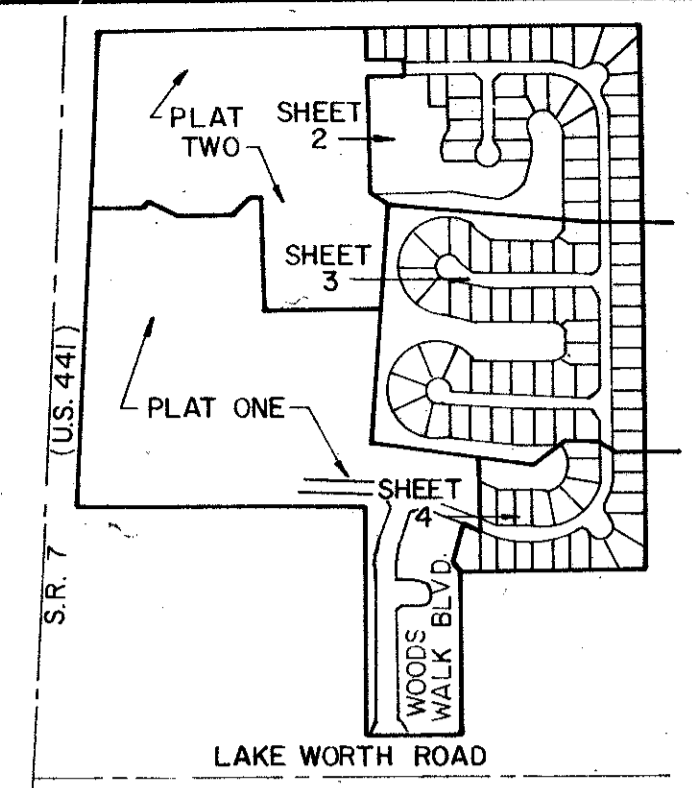 PLAT
TWO
SHEET
2
SHEET
3
(U.S. 441)
PLAT ONE
SHEET
4
S.R. 7
WOODS
WALK BLVD.
LAKE WORTH ROAD